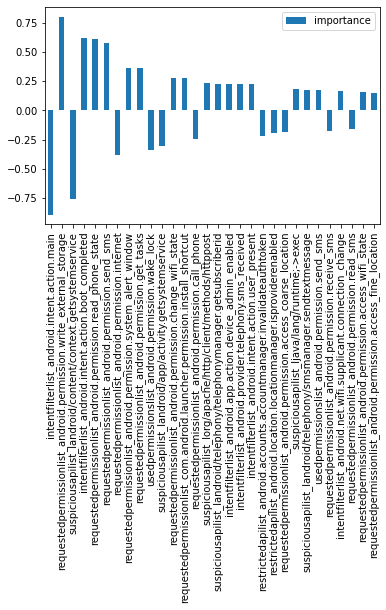 importance
0.75
0.50
0.25
0.00
−0.25
−0.50
−0.75
intentfilterlist_android.intent.action.main
requestedpermissionlist_android.permission.write_external_storage
suspiciousapilist_landroid/content/context.getsystemservice
intentfilterlist_android.intent.action.boot_completed
requestedpermissionlist_android.permission.read_phone_state
requestedpermissionlist_android.permission.send_sms
requestedpermissionlist_android.permission.internet
requestedpermissionlist_android.permission.system_alert_window
requestedpermissionlist_android.permission.get_tasks
usedpermissionslist_android.permission.wake_lock
suspiciousapilist_landroid/app/activity.getsystemservice
requestedpermissionlist_android.permission.change_wifi_state
requestedpermissionlist_com.android.launcher.permission.install_shortcut
requestedpermissionlist_android.permission.call_phone
suspiciousapilist_lorg/apache/http/client/methods/httppost
suspiciousapilist_landroid/telephony/telephonymanager.getsubscriberid
intentfilterlist_android.app.action.device_admin_enabled
intentfilterlist_android.provider.telephony.sms_received
intentfilterlist_android.intent.action.user_present
restrictedapilist_android.accounts.accountmanager.invalidateauthtoken
restrictedapilist_android.location.locationmanager.isproviderenabled
requestedpermissionlist_android.permission.access_coarse_location
suspiciousapilist_ljava/lang/runtime;->exec
suspiciousapilist_landroid/telephony/smsmanager.sendtextmessage
usedpermissionslist_android.permission.send_sms
requestedpermissionlist_android.permission.receive_sms
intentfilterlist_android.net.wifi.supplicant.connection_change
requestedpermissionlist_android.permission.read_sms
requestedpermissionlist_android.permission.access_wifi_state
requestedpermissionlist_android.permission.access_fine_location